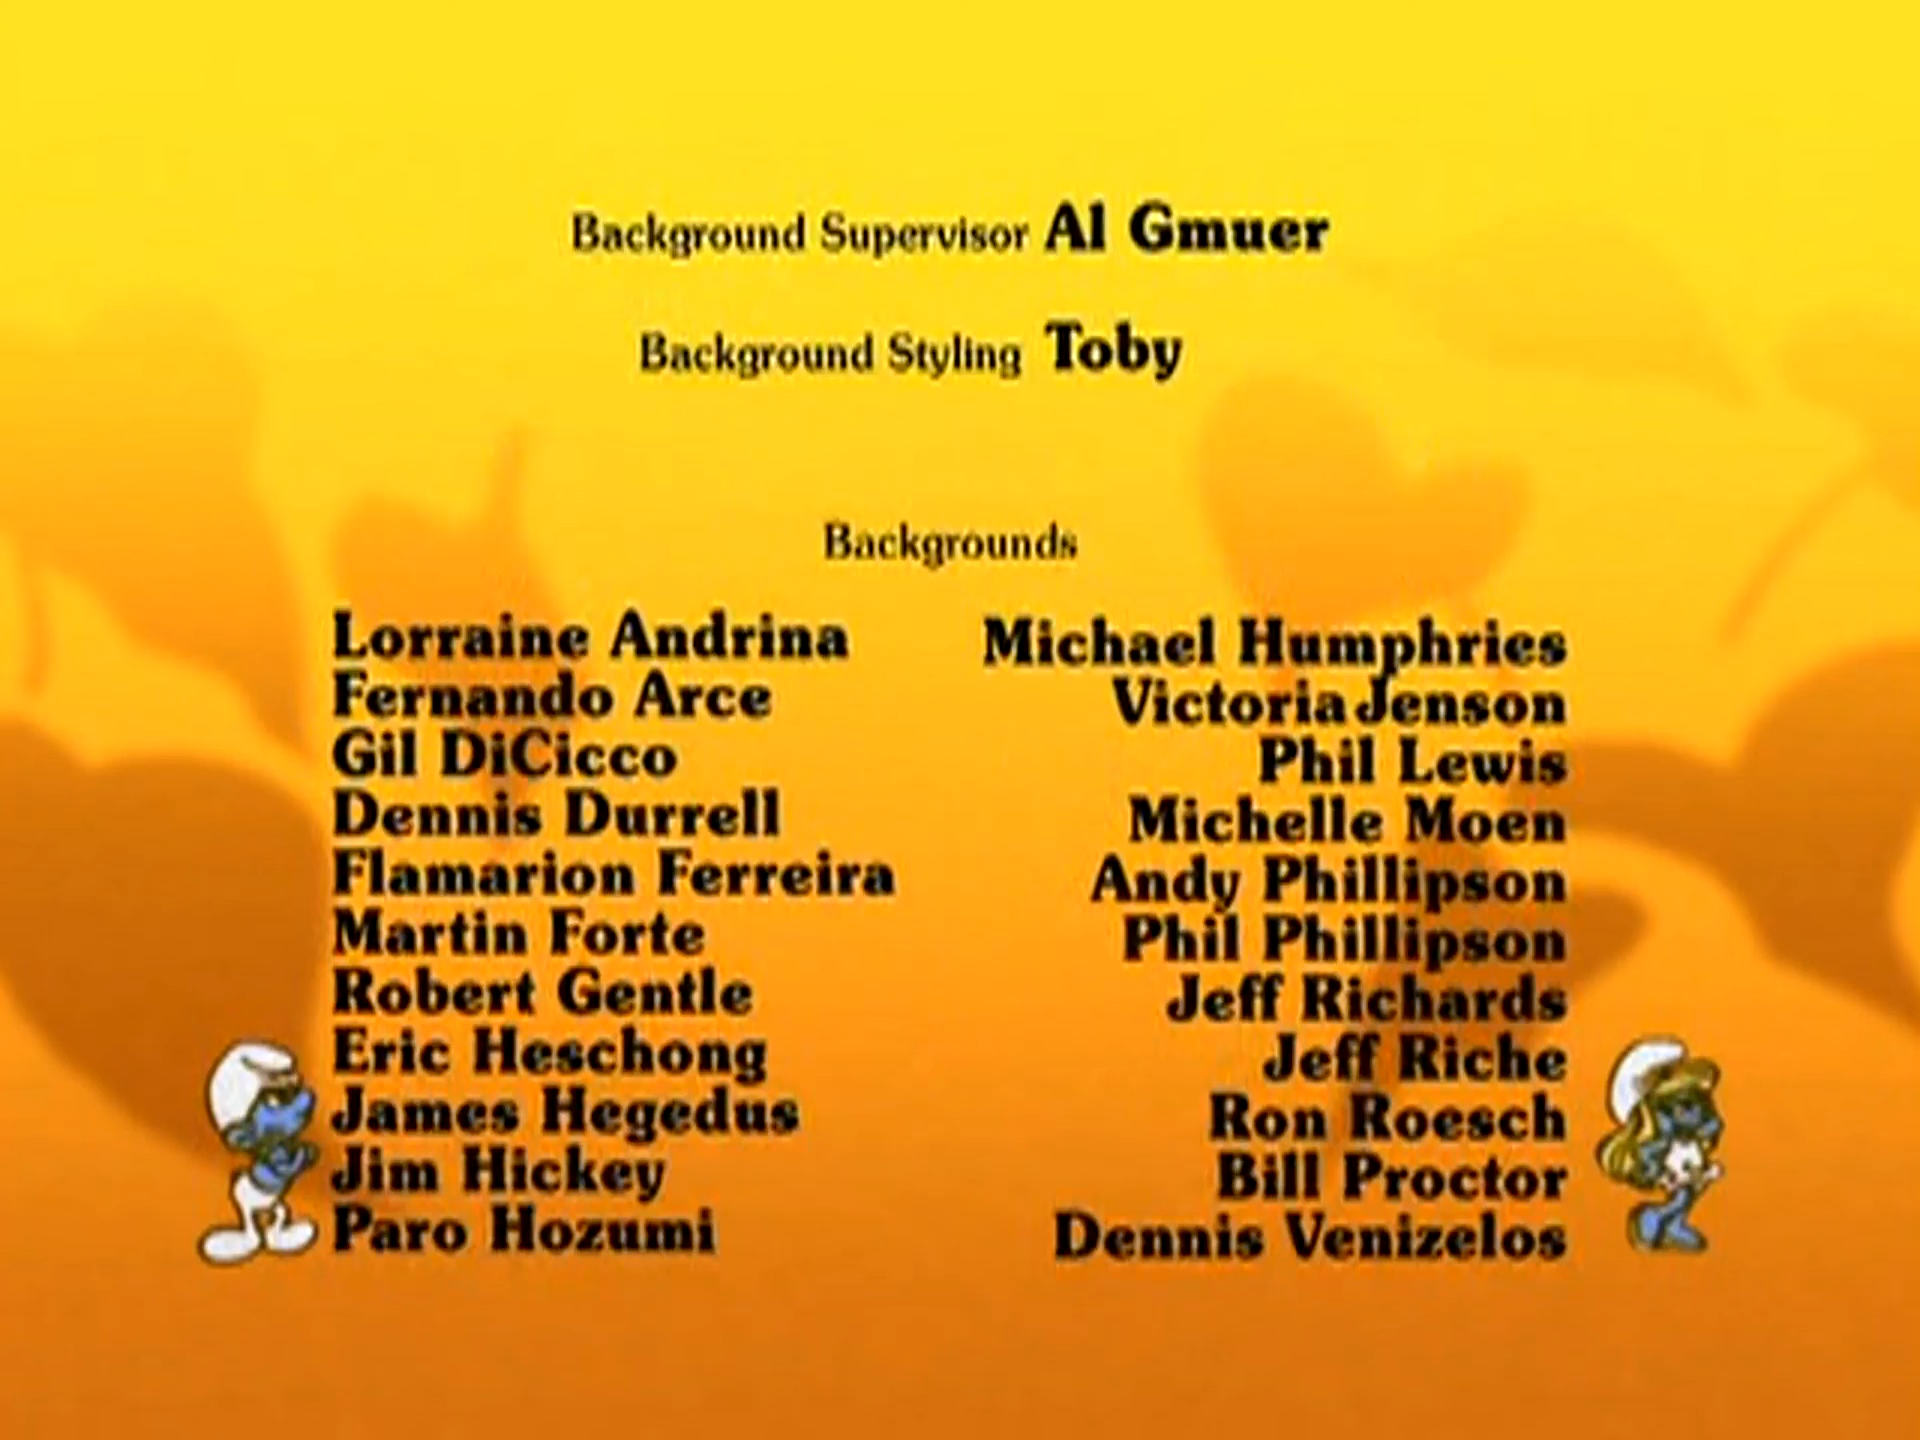 Background Supervisor Al Gmuer
Background Styling Toby
Backgrounds
Lorraine Andrina
Fernando Arce
Gil DiCicco
Dennis Durrell
Flamarion Ferreira
Martin Forte
Robert Gentle
Eric Heschong
James Hegedus
Jim Hickey
Paro Hozumi
Michael Humphries
Victoria Jenson
Phil Lewis
Michelle Moen
Andy Phillipson
Phil Phillipson
Jeff Richards
Jeff Riche
Ron Roesch
Bill Proctor
Dennis Venizelos